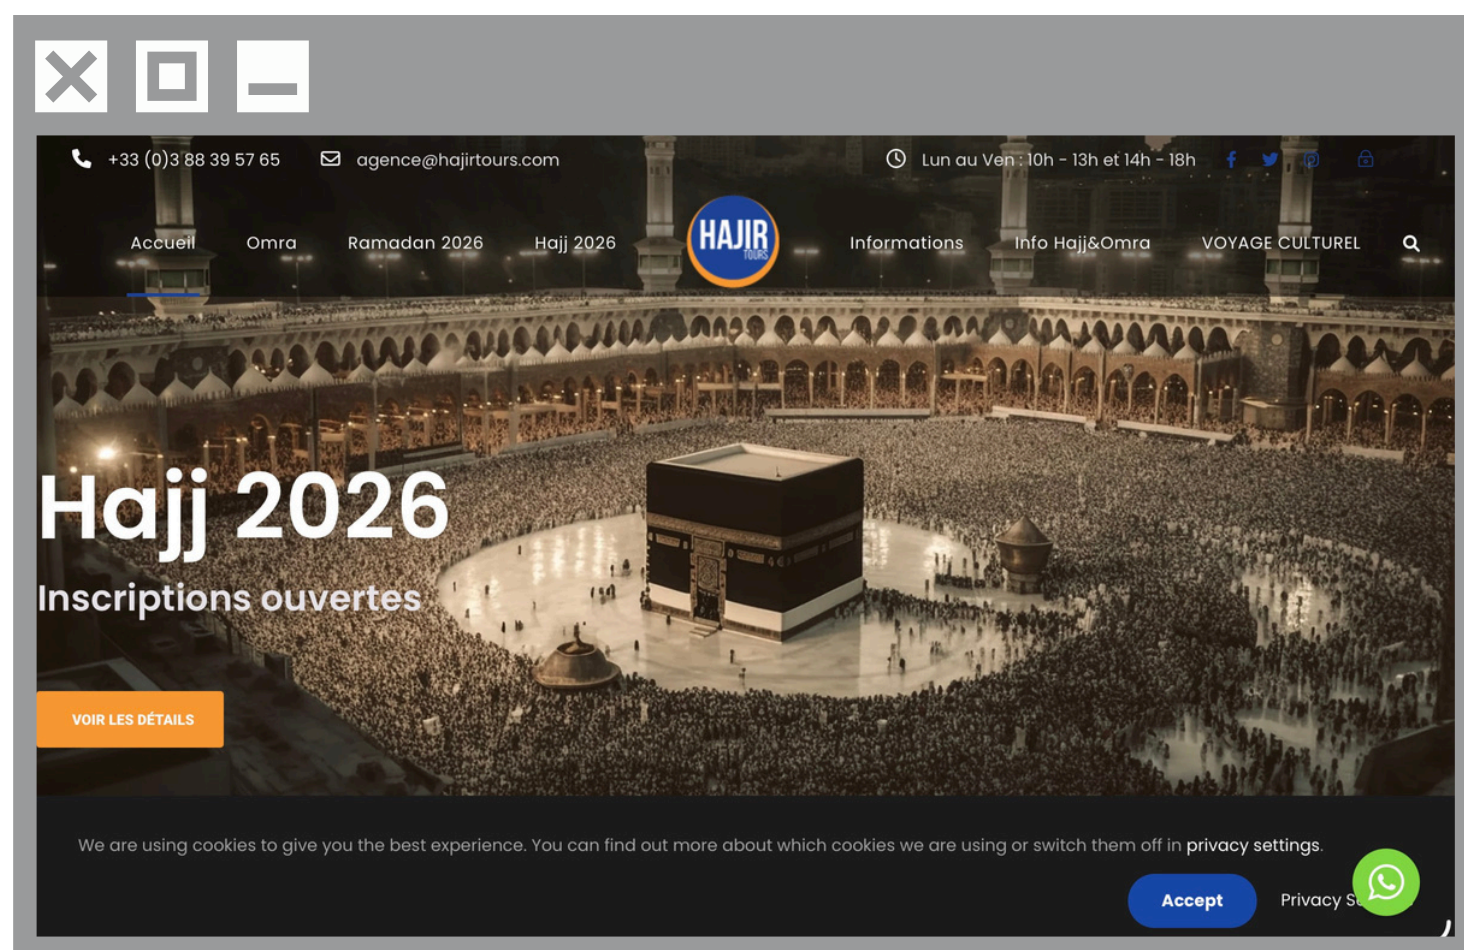 +33 (0)3 88 39 57 65 agence@hajirtours.com Lun au Ven : 10h - 13h et 14h - 18h
Accueil Omra Ramadan 2026 Hajj 2026 HAJIR TOURS Informations Info Hajj&Omra VOYAGE CULTUREL
Hajj 2026
Inscriptions ouvertes
VOIR LES DÉTAILS
We are using cookies to give you the best experience. You can find out more about which cookies we are using or switch them off in privacy settings.
Accept Privacy